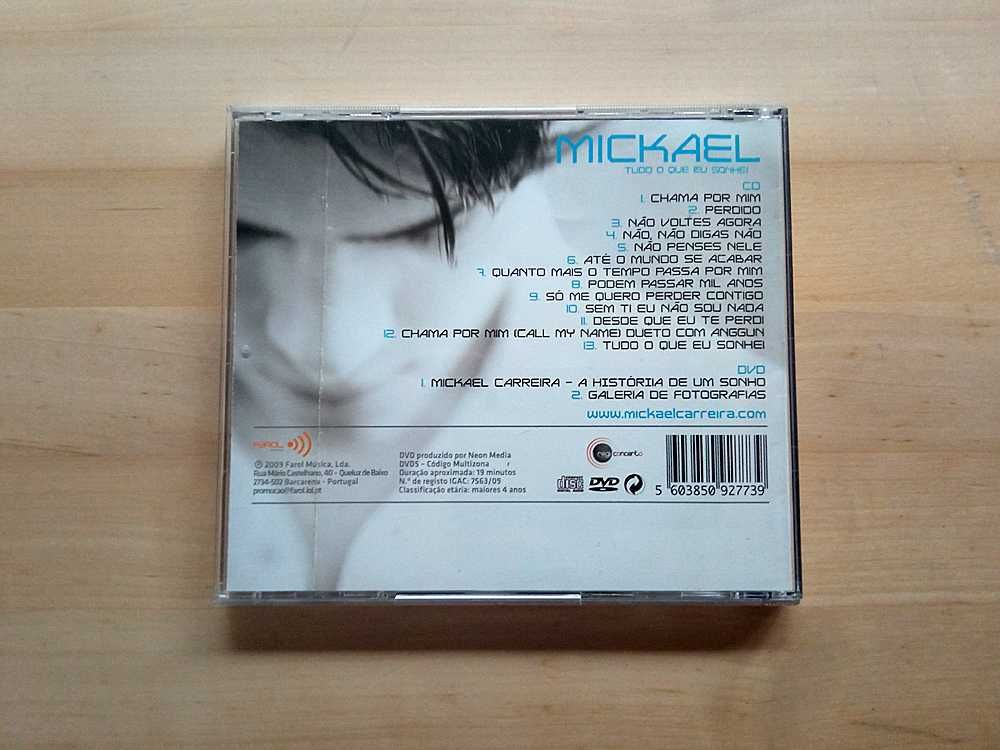 MICKAEL
TUDO O QUE EU SONHEI
CD
1. CHAMA POR MIM
2. PERDIDO
3. NÃO VOLTES AGORA
4. NÃO, NÃO DIGAS NÃO
5. NÃO PENSES NELE
6. ATÉ O MUNDO SE ACABAR
7. QUANTO MAIS O TEMPO PASSA POR MIM
8. PODEM PASSAR MIL ANOS
9. SÓ ME QUERO PERDER CONTIGO
10. SEM TI EU NÃO SOU NADA
11. DESDE QUE EU TE PERDI
12. CHAMA POR MIM (CALL MY NAME) DUETO COM ANGGUN
13. TUDO O QUE EU SONHEI
DVD
1. MICKAEL CARREIRA – A HISTÓRIIA DE UM SONHO
2. GALERIA DE FOTOGRAFIAS
www.mickaelcarreira.com
FAROL
℗ 2009 Farol Música, Lda.
Rua Mário Castelhano, 40 - Queluz de Baixo
2734-502 Barcarena - Portugal
promocao@farol.iol.pt
DVD produzido por Neon Media
DVD5 - Código Multizona
Duração aproximada: 19 minutos
N.º de registo IGAC: 7563/09
Classificação etária: maiores 4 anos
regiconcerto
disc
DVD
5 603850 927739